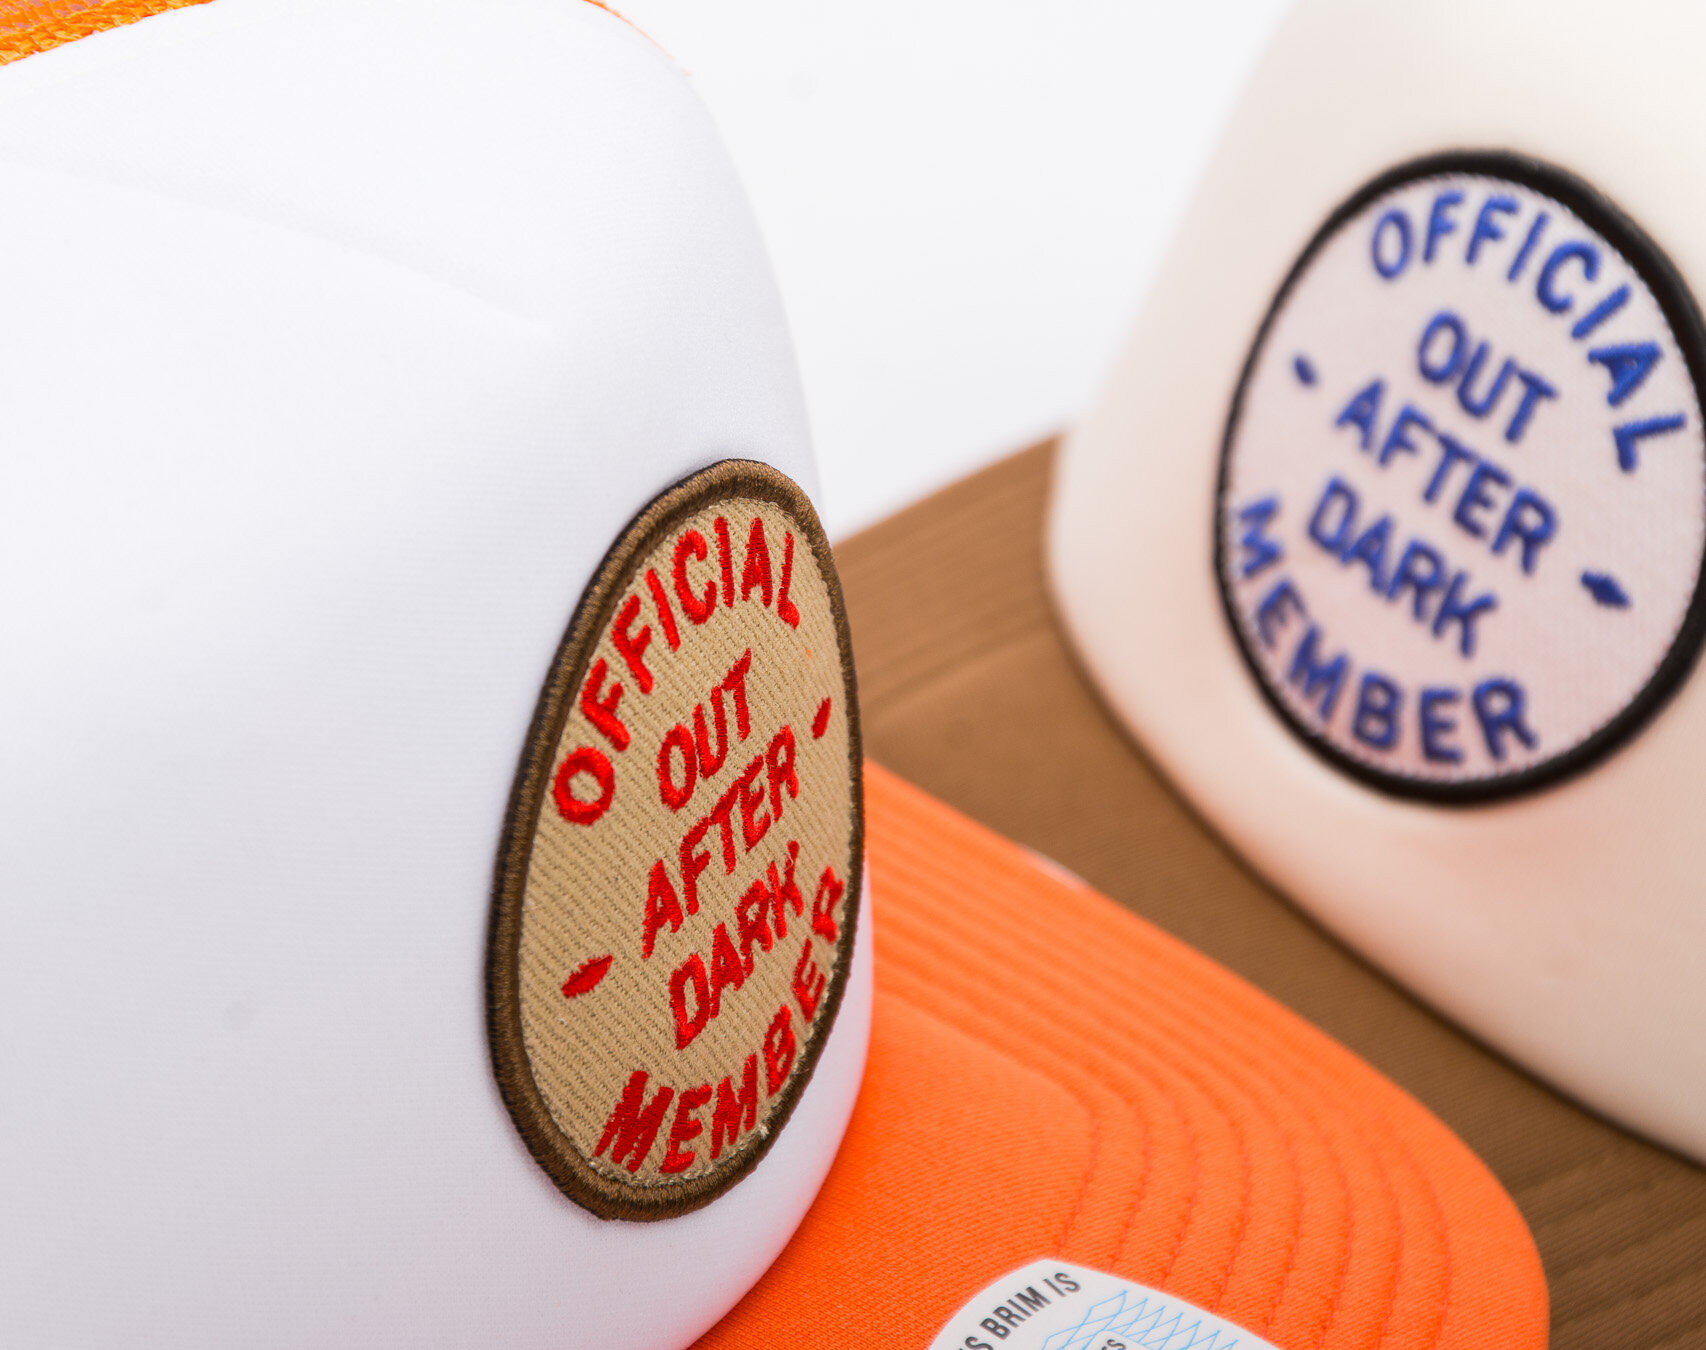 OFFICIAL
OUT
AFTER
DARK
MEMBER
OFFICIAL
OUT
AFTER
DARK
MEMBER
BRIM IS